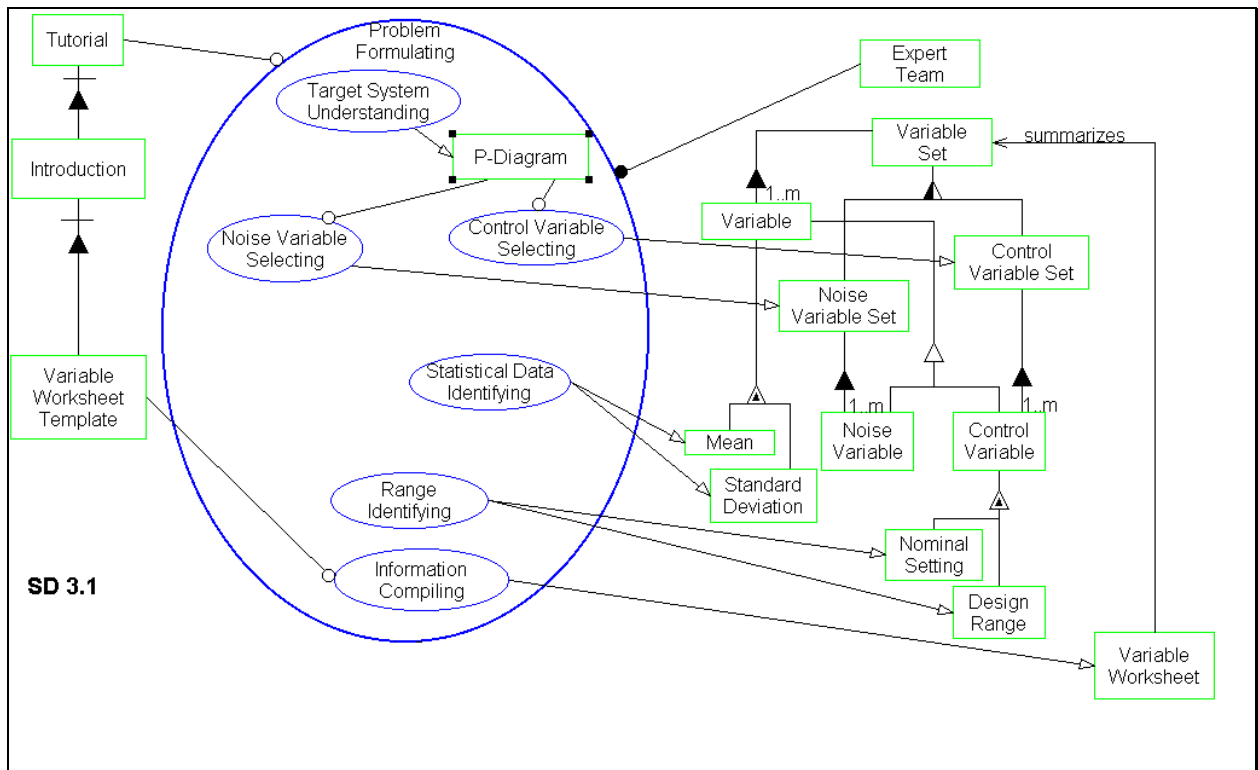 Tutorial
Problem
Formulating
Expert
Team
Target System
Understanding
Variable
Set
summarizes
P-Diagram
Introduction
1..m
Variable
Noise Variable
Selecting
Control Variable
Selecting
Control
Variable Set
Noise
Variable Set
Variable
Worksheet
Template
Statistical Data
Identifying
1..m
1..m
Mean
Noise
Variable
Control
Variable
Standard
Deviation
Range
Identifying
Nominal
Setting
Information
Compiling
SD 3.1
Design
Range
Variable
Worksheet